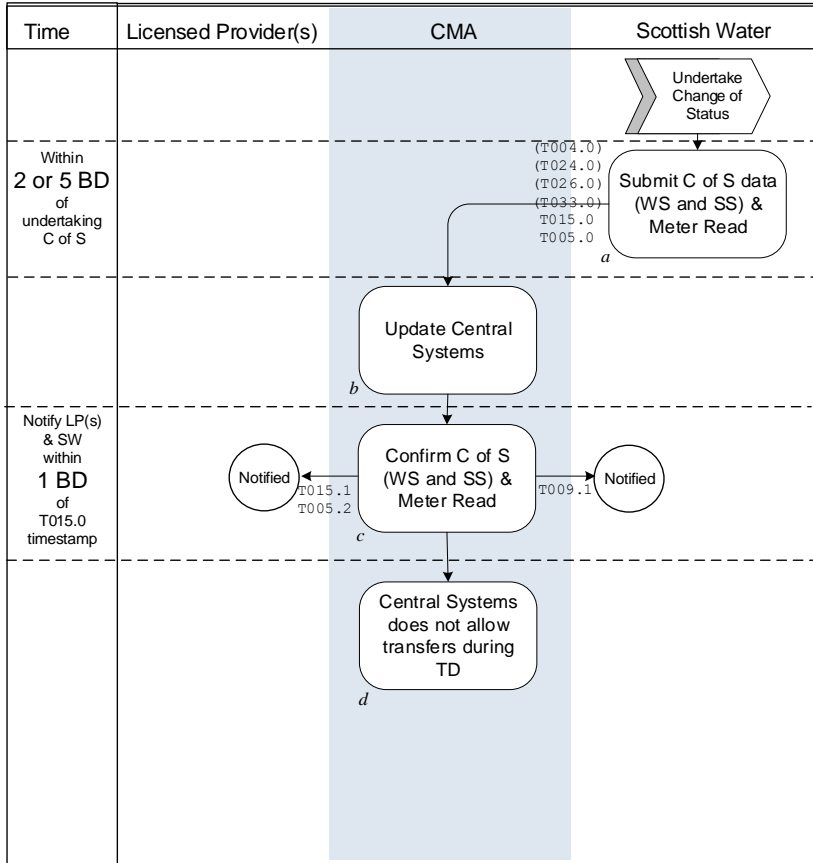 Time
Licensed Provider(s)
CMA
Scottish Water
Undertake
Change of
Status
Within
2 or 5 BD
of
undertaking
C of S
(T004.0)
(T024.0)
(T026.0)
(T033.0)
T015.0
T005.0
Submit C of S data
(WS and SS) &
Meter Read
a
Update Central
Systems
b
Notify LP(s)
& SW
within
1 BD
of
T015.0
timestamp
Notified
T015.1
T005.2
Confirm C of S
(WS and SS) &
Meter Read
c
T009.1
Notified
Central Systems
does not allow
transfers during
TD
d